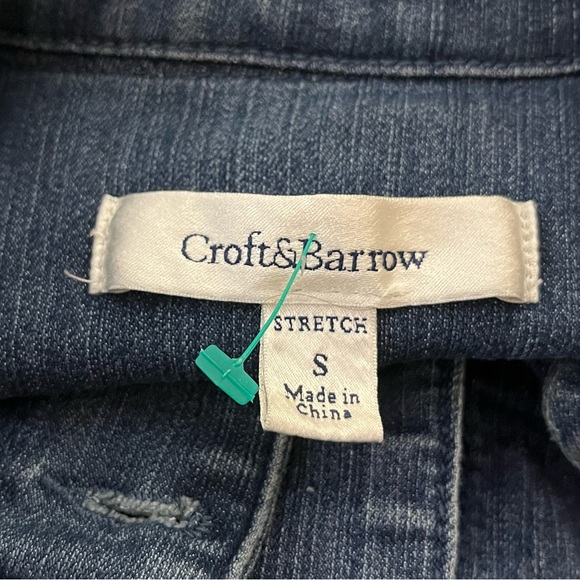 Croft&Barrow
STRETCH
S
Made in
China